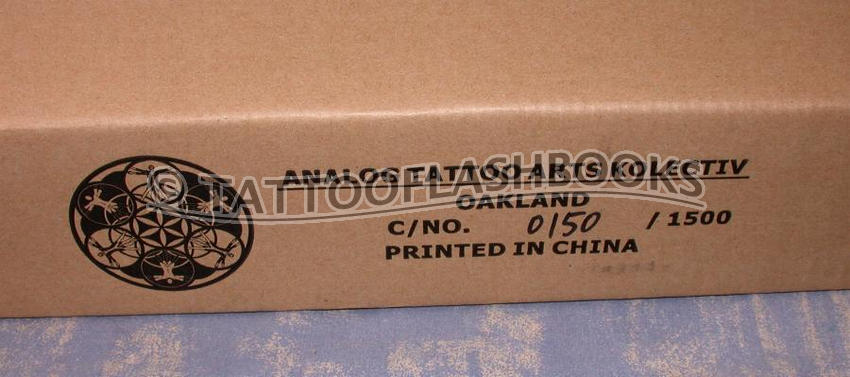 ANALOG TATTOO ARTS KOLECTIV
© TATTOOFLASHBOOKS
OAKLAND
C/NO. 0150 / 1500
PRINTED IN CHINA